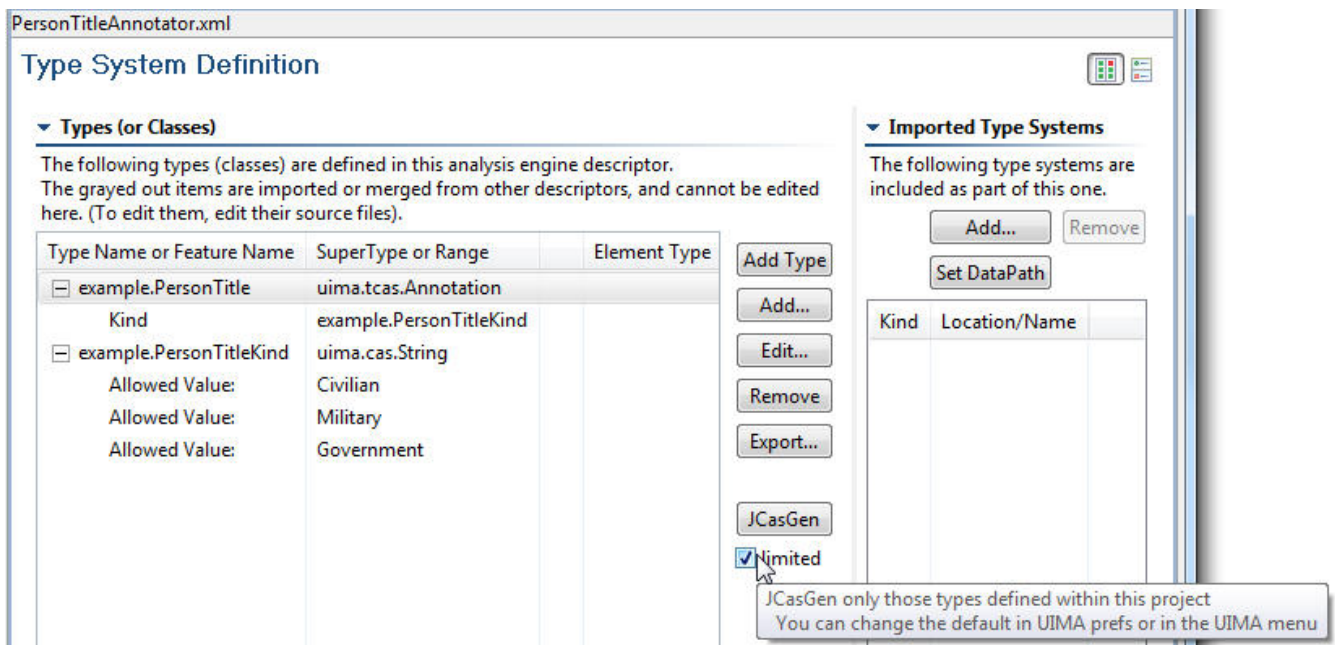 PersonTitleAnnotator.xml
Type System Definition
Types (or Classes)
The following types (classes) are defined in this analysis engine descriptor.
The grayed out items are imported or merged from other descriptors, and cannot be edited
here. (To edit them, edit their source files).
Type Name or Feature Name SuperType or Range Element Type
example.PersonTitle uima.tcas.Annotation
Kind example.PersonTitleKind
example.PersonTitleKind uima.cas.String
Allowed Value: Civilian
Allowed Value: Military
Allowed Value: Government
Add Type
Add...
Edit...
Remove
Export...
JCasGen
limited
Imported Type Systems
The following type systems are
included as part of this one.
Add... Remove
Set DataPath
Kind Location/Name
JCasGen only those types defined within this project
You can change the default in UIMA prefs or in the UIMA menu